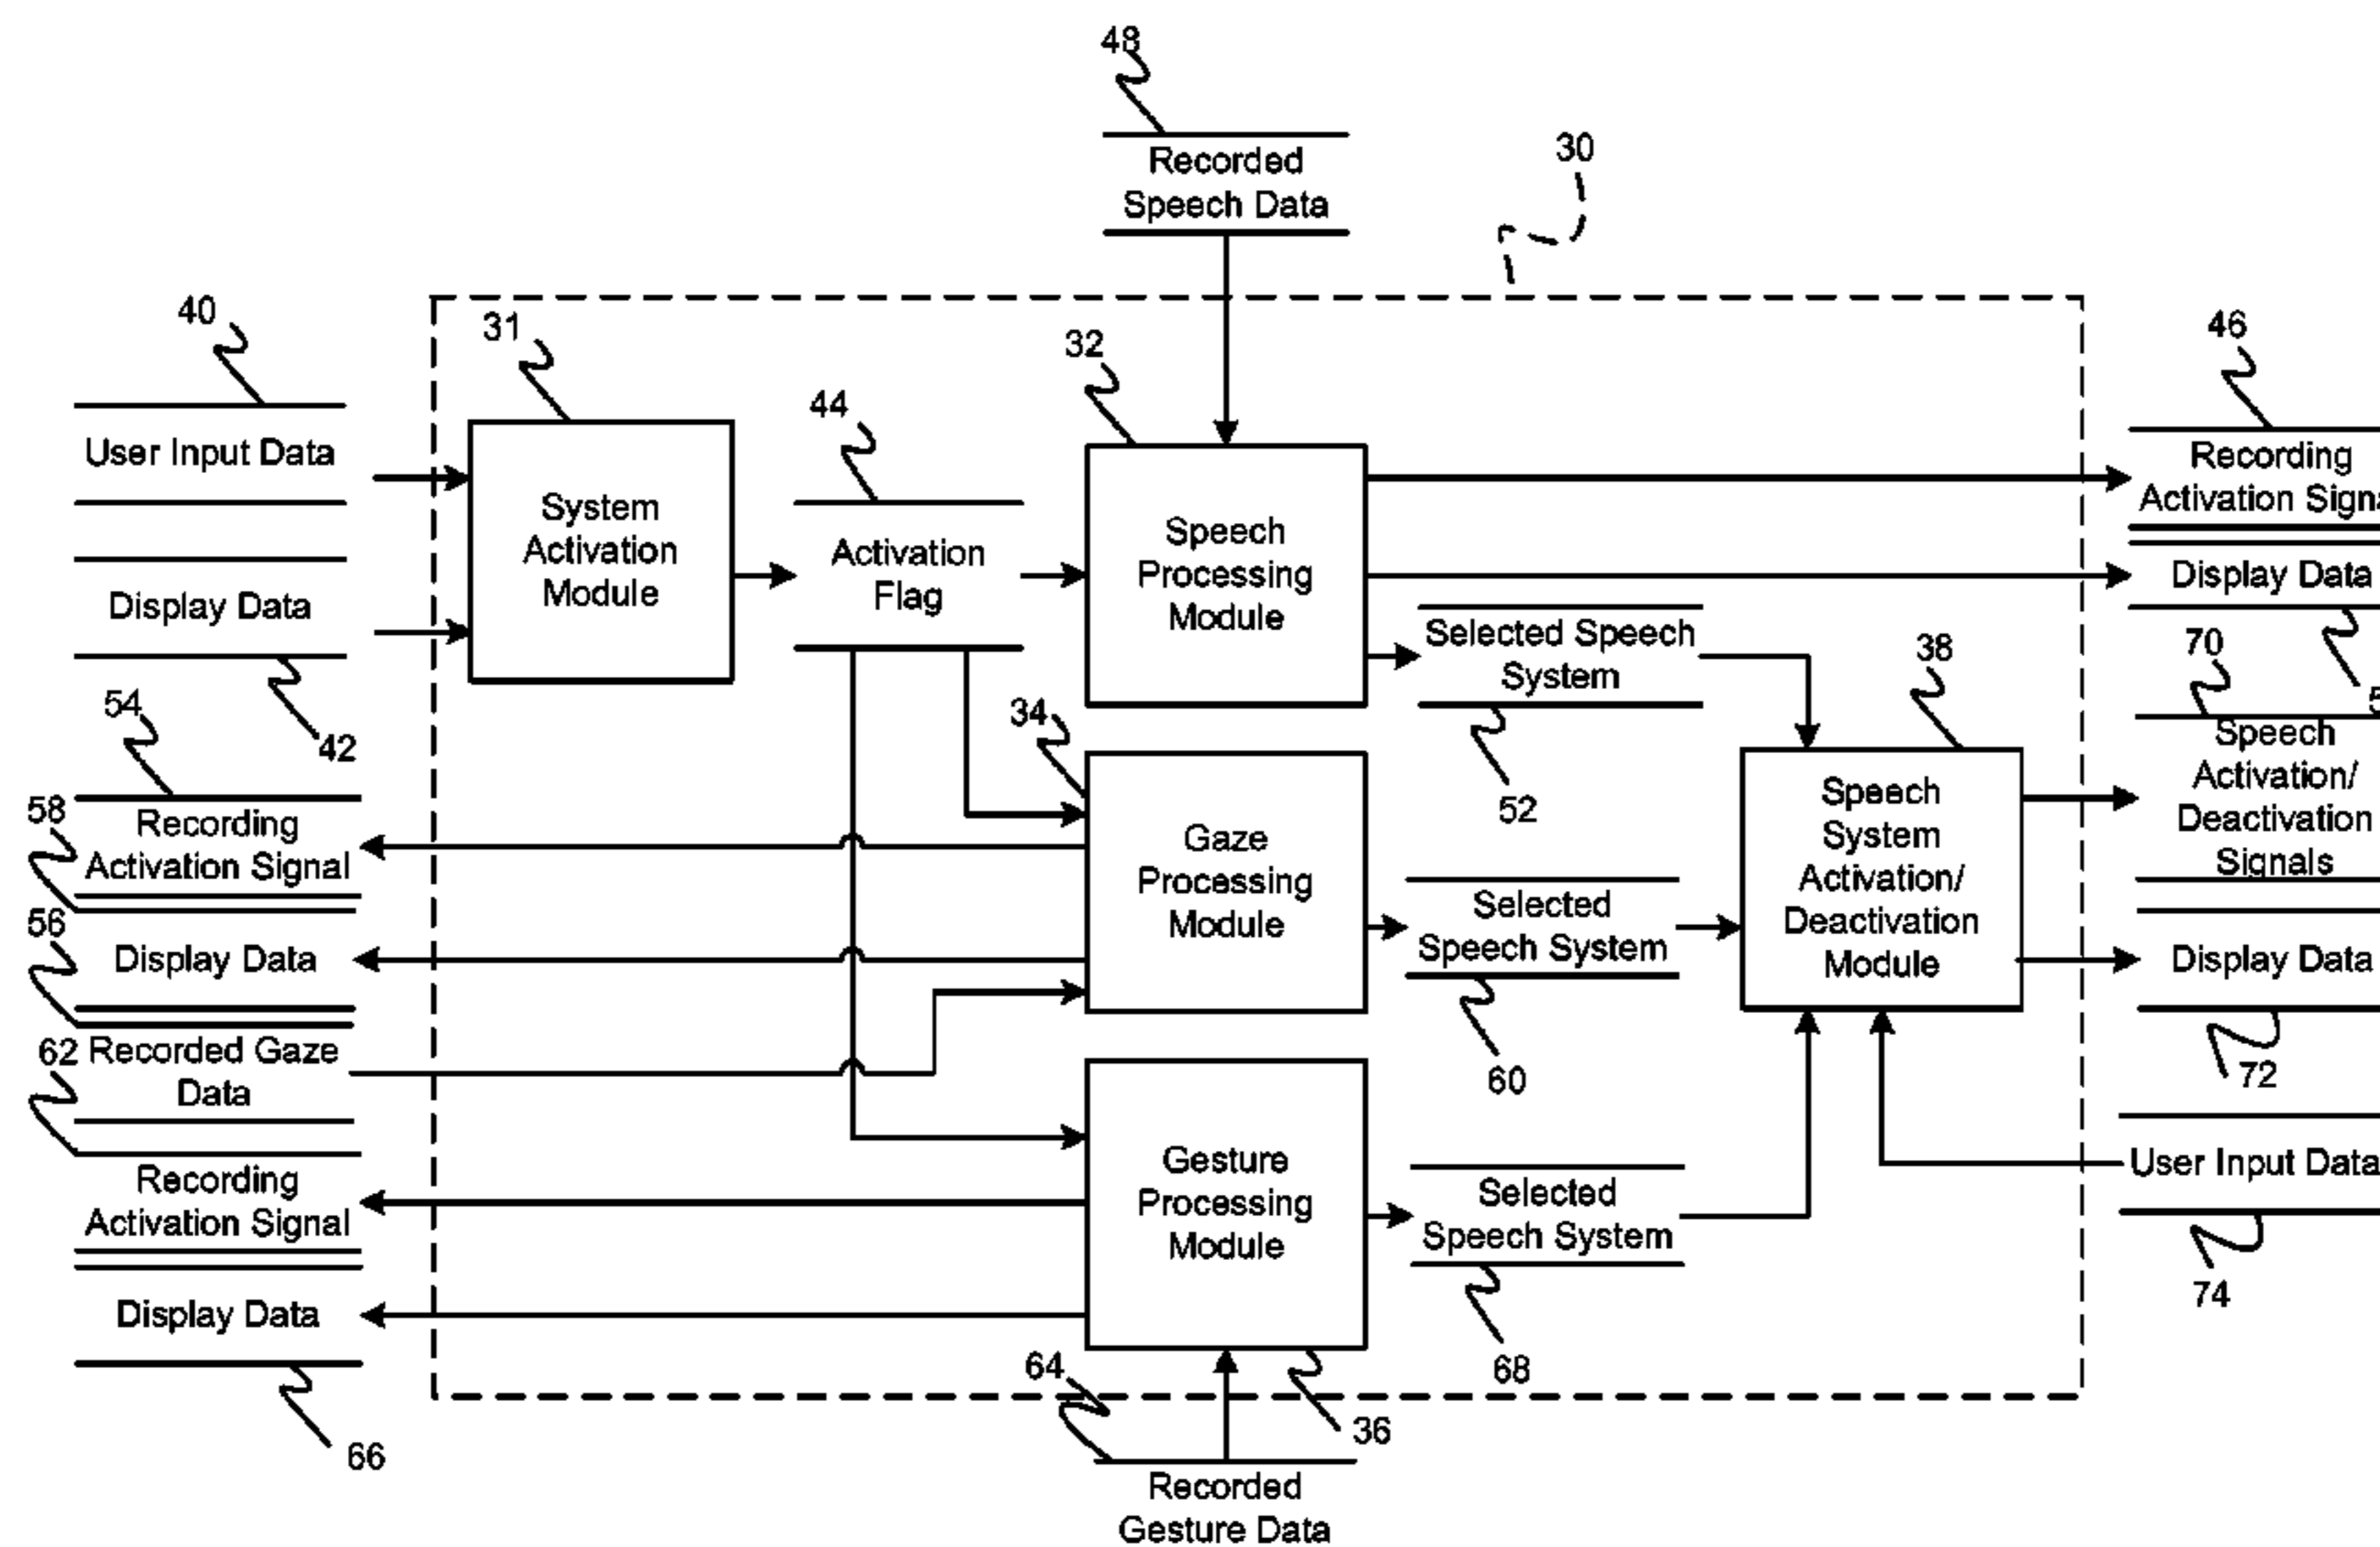 48
Recorded
Speech Data
30
40
31
32
44
46
User Input Data
Display Data
42
System
Activation
Module
Activation
Flag
Speech
Processing
Module
Recording
Activation
Display Data
Selected Speech
System
52
38
70
54
58
34
Recording
Activation Signal
56
Display Data
62
Recorded Gaze
Data
Recording
Activation Signal
Display Data
66
Gaze
Processing
Module
Selected
Speech System
60
Speech
System
Activation/
Deactivation
Module
Speech
Activation/
Deactivation
Signals
Display Data
72
User Input Data
74
Gesture
Processing
Module
Selected
Speech System
68
64
36
Recorded
Gesture Data